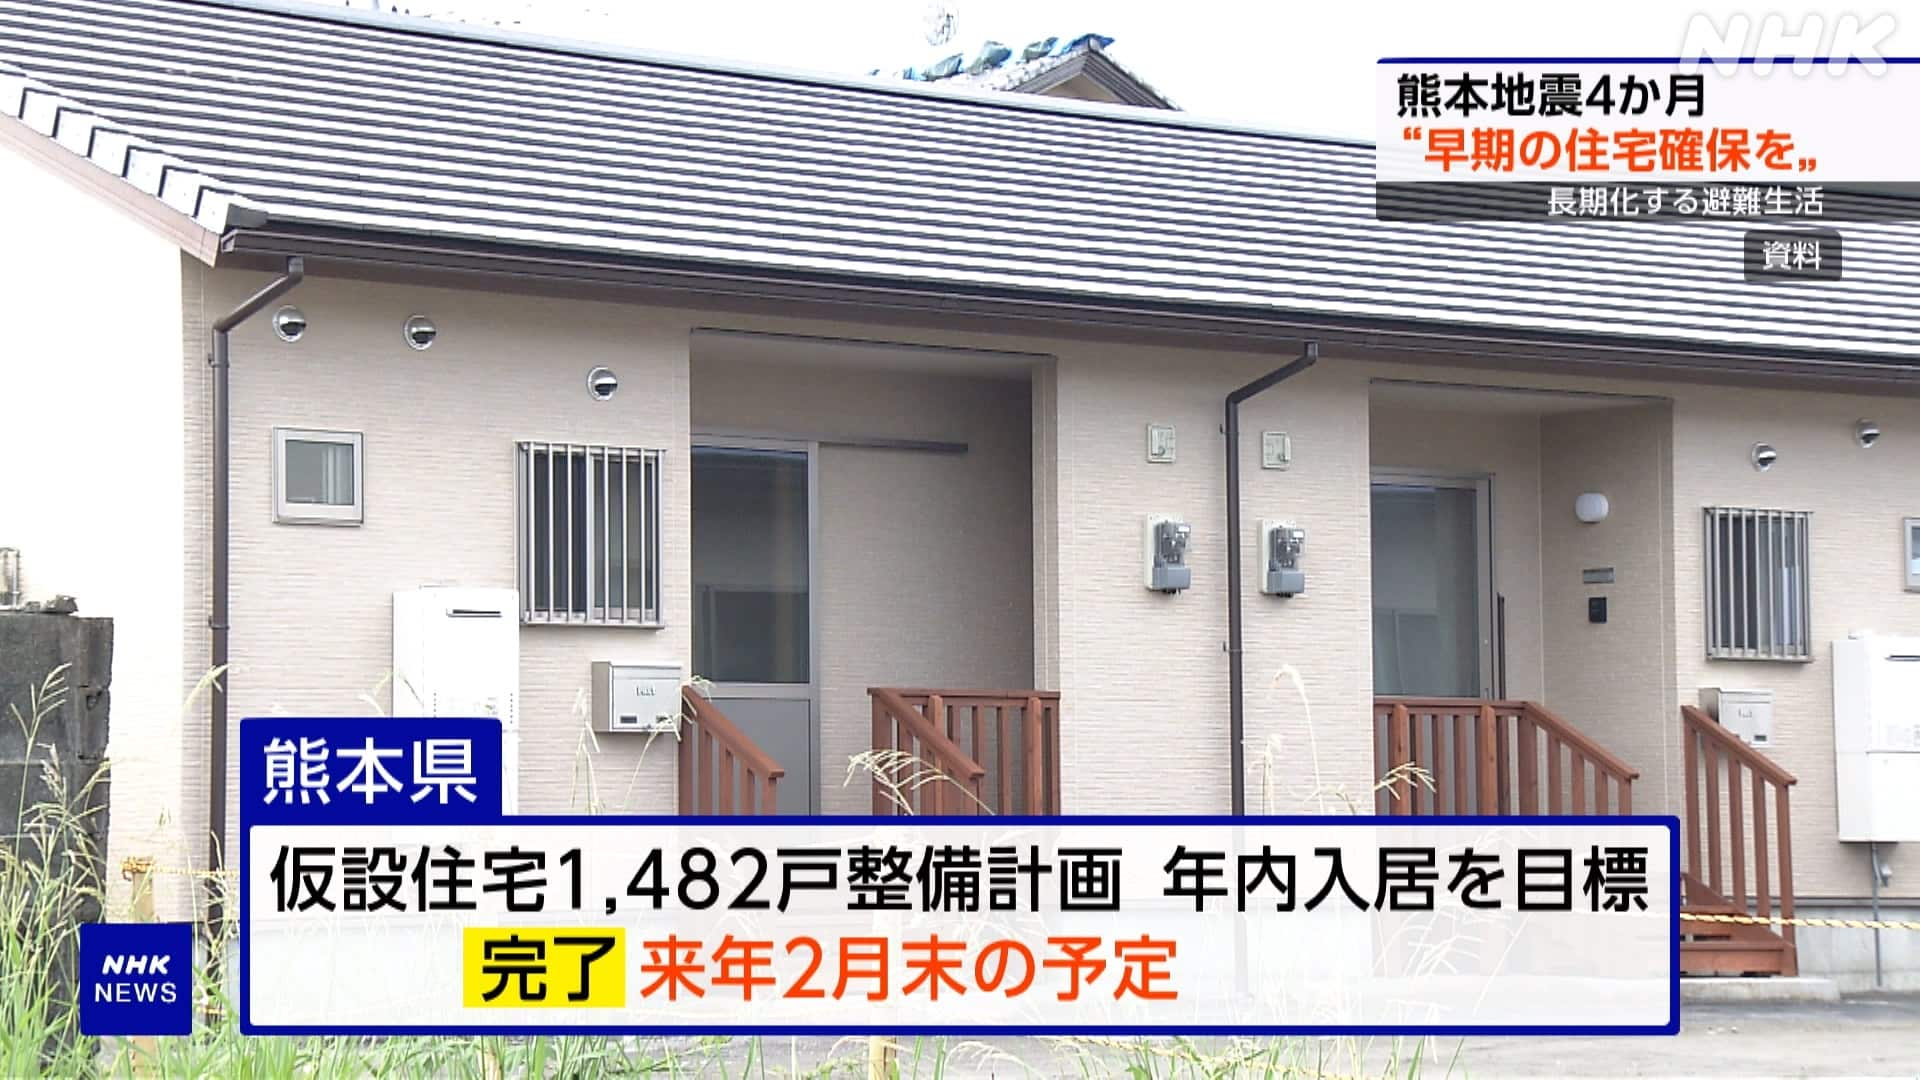 NHK
熊本地震4か月
“早期の住宅確保を„
長期化する避難生活
資料
熊本県
仮設住宅1,482戸整備計画 年内入居を目標
完了 来年2月末の予定
NHK
NEWS